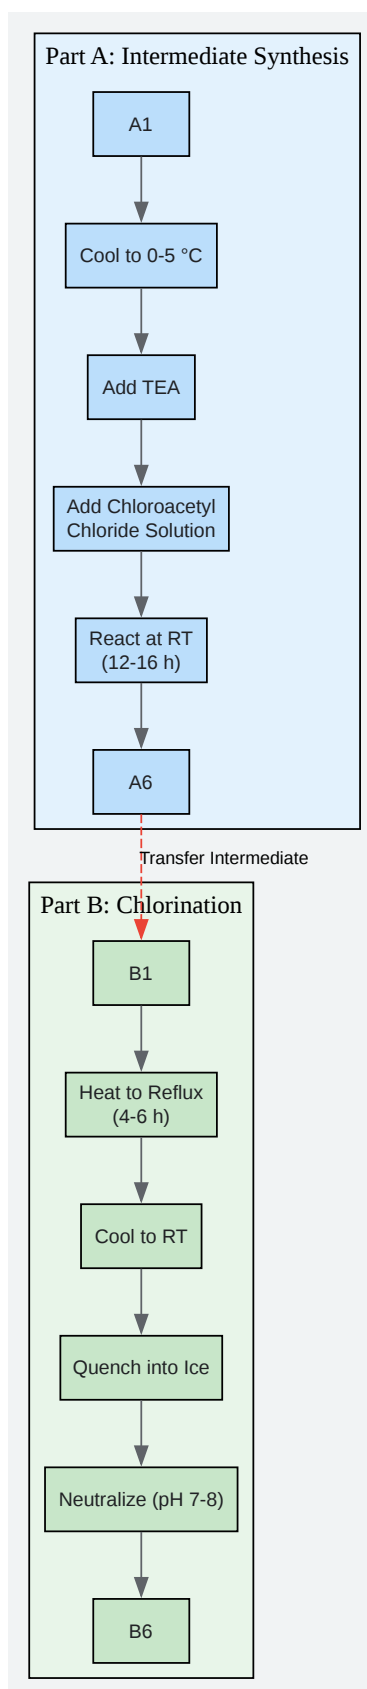 Part A: Intermediate Synthesis
A1
Cool to 0-5 °C
Add TEA
Add Chloroacetyl
Chloride Solution
React at RT
(12-16 h)
A6
Transfer Intermediate
Part B: Chlorination
B1
Heat to Reflux
(4-6 h)
Cool to RT
Quench into Ice
Neutralize (pH 7-8)
B6